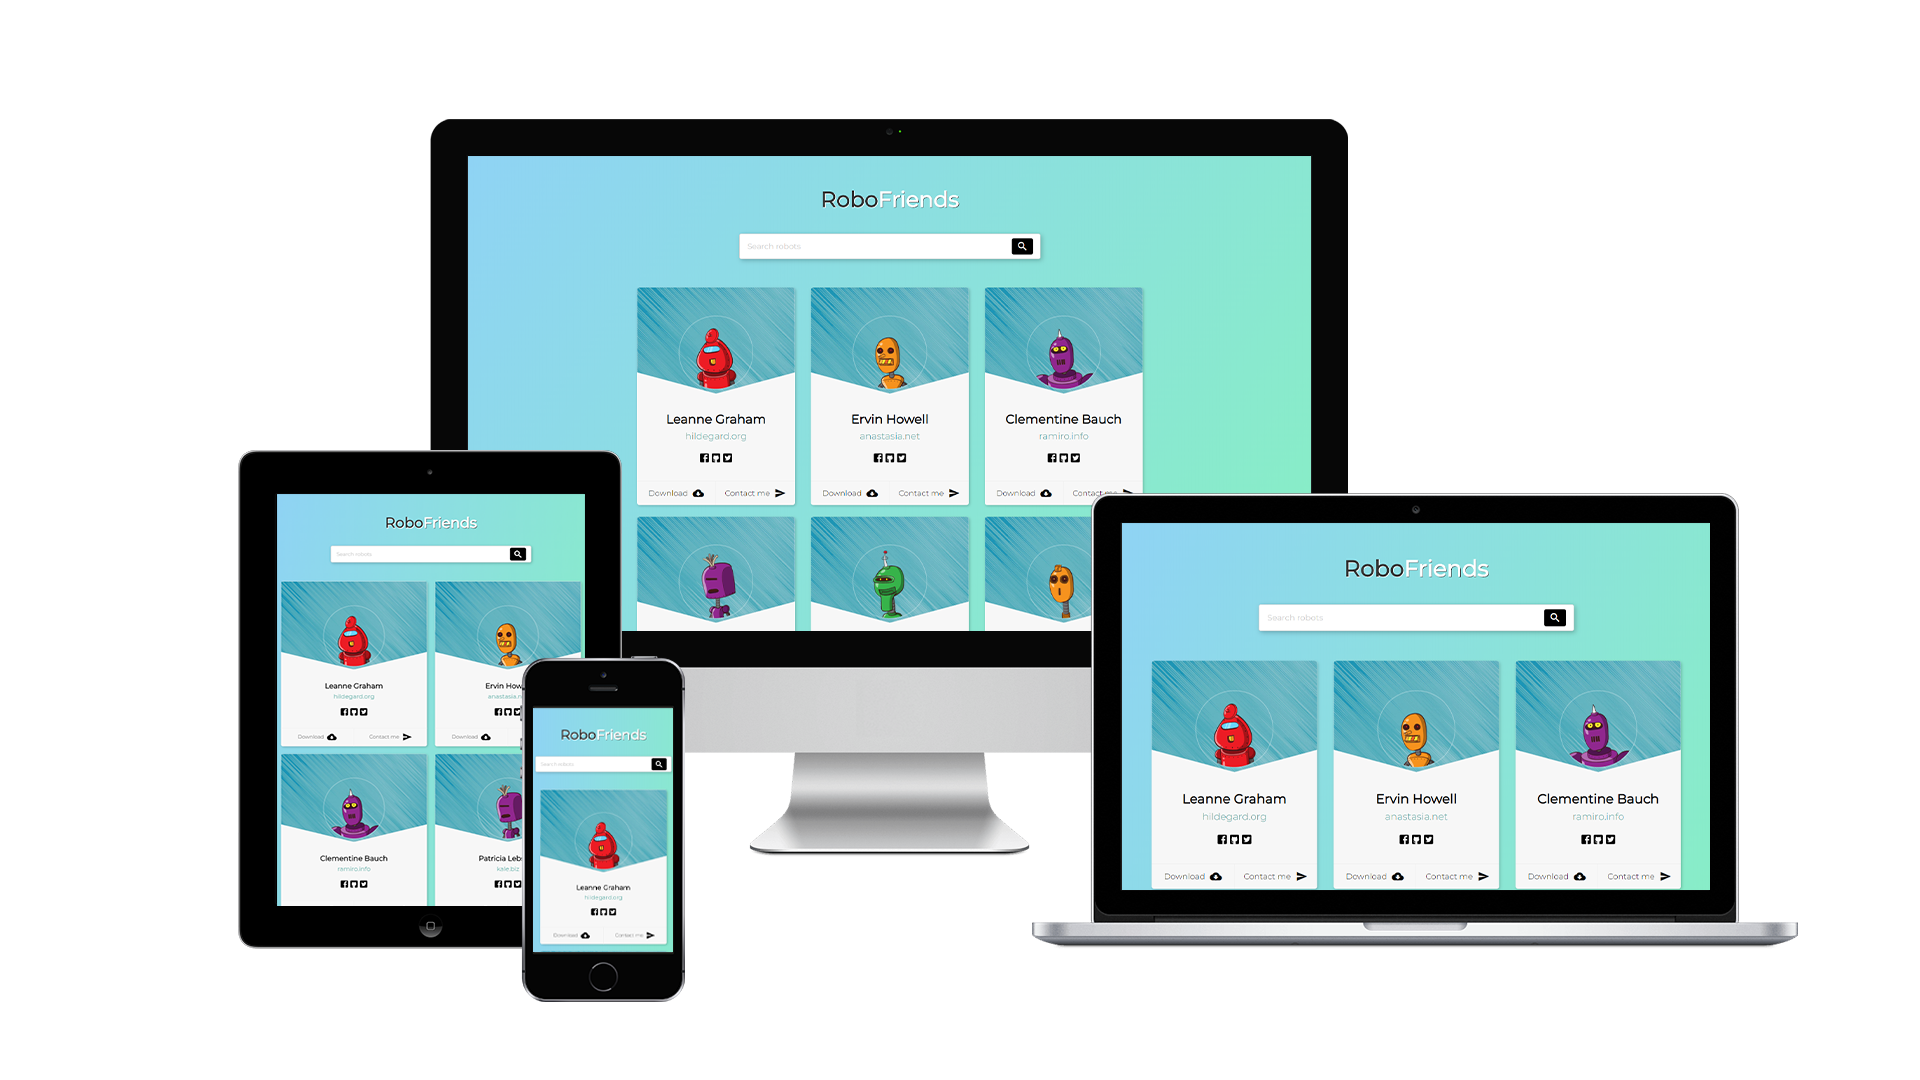 RoboFriends
Search robots
Leanne Graham
hildegard.org
Download Contact me
Ervin Howell
anastasia.net
Download Contact me
Clementine Bauch
ramiro.info
Download Contact me
RoboFriends
Search robots
Leanne Graham
hildegard.org
Download Contact me
Ervin How
anastasia.n
Download
Clementine Bauch
ramiro.info
Patricia Leb
kale.biz
RoboFriends
Search robots
Leanne Graham
hildegard.org
Download Contact me
RoboFriends
Search robots
Leanne Graham
hildegard.org
Download Contact me
Ervin Howell
anastasia.net
Download Contact me
Clementine Bauch
ramiro.info
Download Contact me